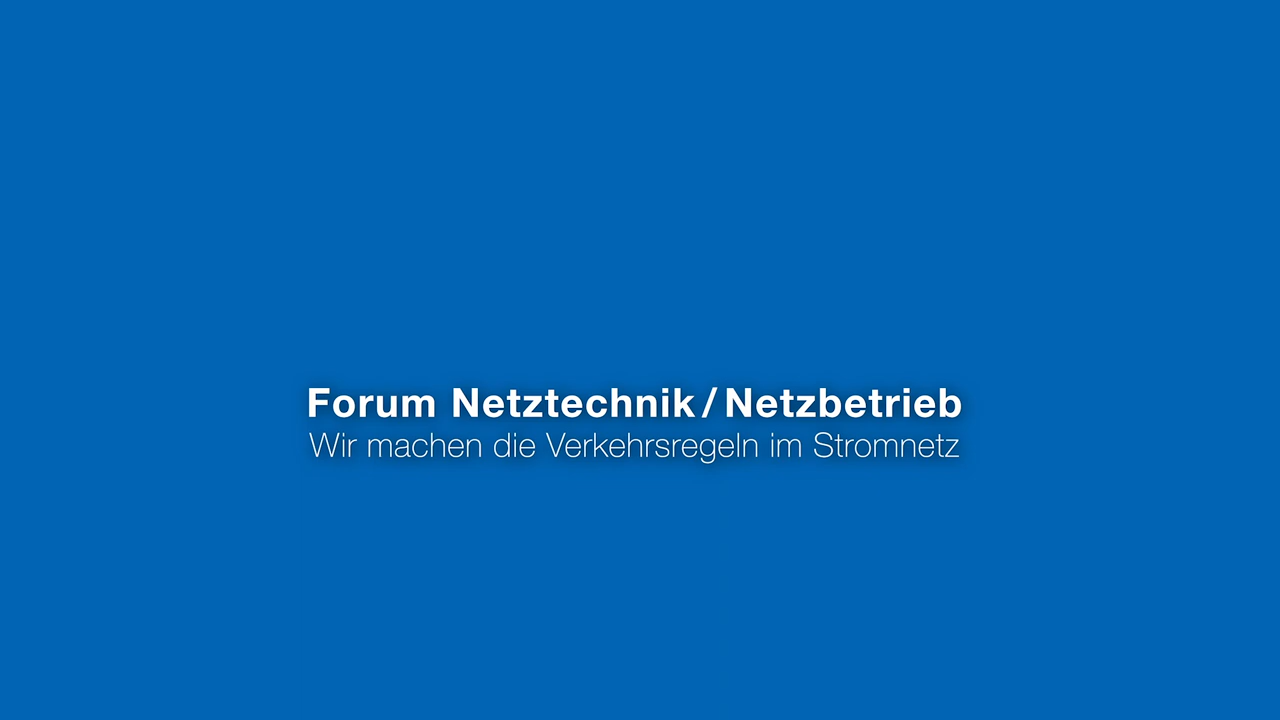 Forum Netztechnik / Netzbetrieb
Wir machen die Verkehrsregeln im Stromnetz